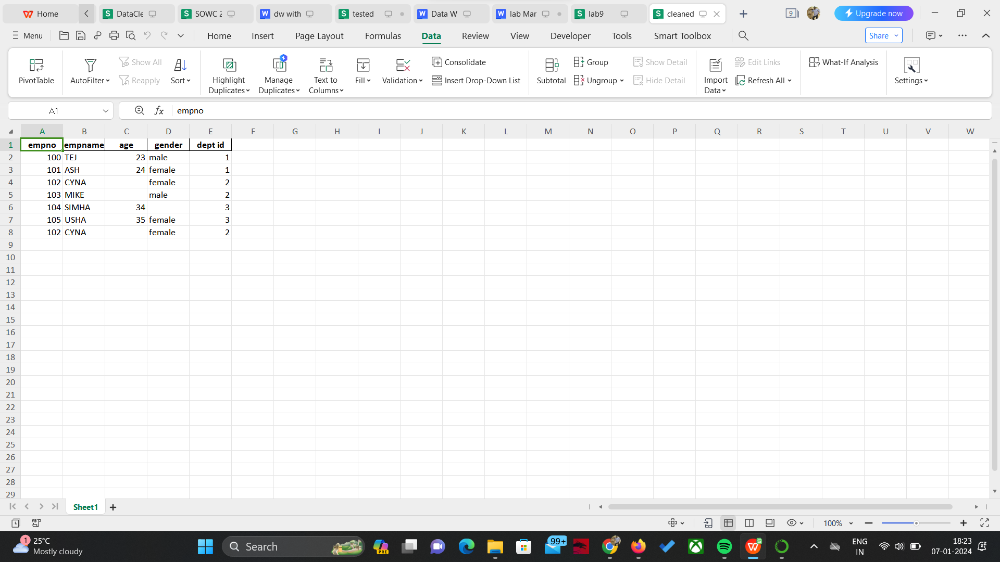 Home DataCle SOWC 2 dw with tested Data W lab Mar lab9 cleaned 9 Upgrade now
Menu Home Insert Page Layout Formulas Data Review View Developer Tools Smart Toolbox Share
PivotTable AutoFilter Show All Reapply Sort Highlight Duplicates Manage Duplicates Text to Columns Fill Validation Consolidate Insert Drop-Down List Subtotal Group Ungroup Show Detail Hide Detail Import Data Edit Links Refresh All What-If Analysis Settings
A1 fx empno
A B C D E F G H I J K L M N O P Q R S T U V W
1 empno empname age gender dept id
2 100 TEJ 23 male 1
3 101 ASH 24 female 1
4 102 CYNA female 2
5 103 MIKE male 2
6 104 SIMHA 34 3
7 105 USHA 35 female 3
8 102 CYNA female 2
9
10
11
12
13
14
15
16
17
18
19
20
21
22
23
24
25
26
27
28
29
Sheet1
100%
1 25°C Search PRE 99+ ENG 18:23
Mostly cloudy IN 07-01-2024